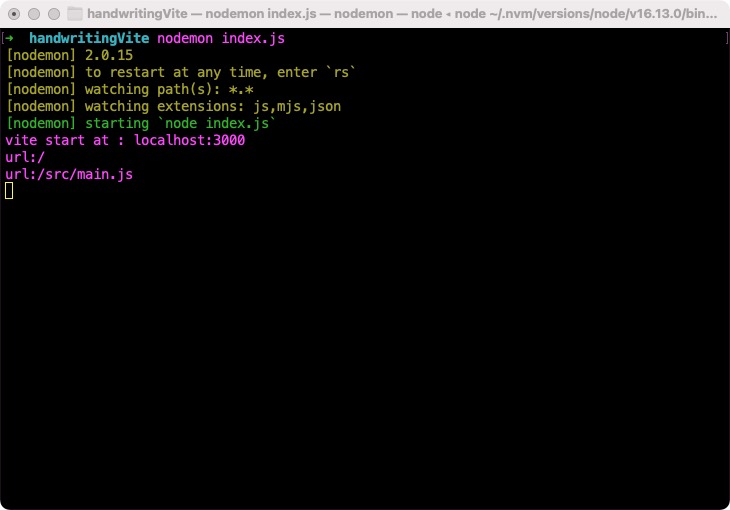 handwritingVite — nodemon index.js — nodemon — node ◂ node ~/.nvm/versions/node/v16.13.0/bin...
[➜ handwritingVite nodemon index.js ]
[nodemon] 2.0.15
[nodemon] to restart at any time, enter `rs`
[nodemon] watching path(s): *.*
[nodemon] watching extensions: js,mjs,json
[nodemon] starting `node index.js`
vite start at : localhost:3000
url:/
url:/src/main.js